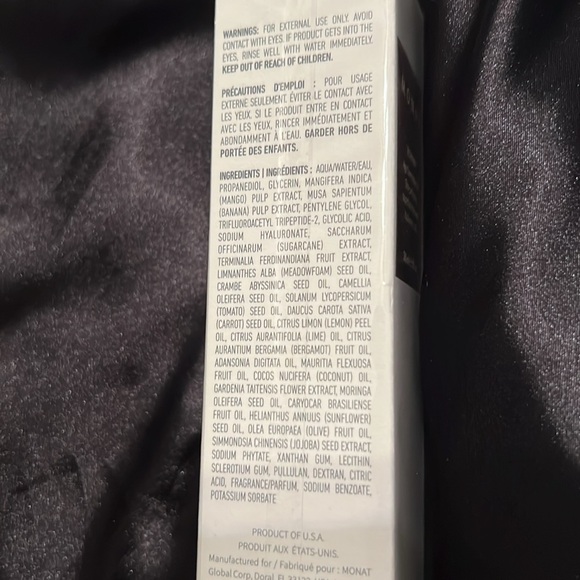 WARNINGS: FOR EXTERNAL USE ONLY. AVOID
CONTACT WITH EYES. IF PRODUCT GETS INTO THE
EYES, RINSE WELL WITH WATER IMMEDIATELY.
KEEP OUT OF REACH OF CHILDREN.
PRÉCAUTIONS D'EMPLOI : POUR USAGE
EXTERNE SEULEMENT. ÉVITER LE CONTACT AVEC
LES YEUX. SI LE PRODUIT ENTRE EN CONTACT
AVEC LES YEUX, RINCER IMMÉDIATEMENT ET
ABONDAMMENT À L'EAU. GARDER HORS DE
PORTÉE DES ENFANTS.
INGREDIENTS | INGRÉDIENTS : AQUA/WATER/EAU,
PROPANEDIOL, GLYCERIN, MANGIFERA INDICA
(MANGO) PULP EXTRACT, MUSA SAPIENTUM
(BANANA) PULP EXTRACT, PENTYLENE GLYCOL,
TRIFLUOROACETYL TRIPEPTIDE-2, GLYCOLIC ACID,
SODIUM HYALURONATE, SACCHARUM
OFFICINARUM (SUGARCANE) EXTRACT,
TERMINALIA FERDINANDIANA FRUIT EXTRACT,
LIMNANTHES ALBA (MEADOWFOAM) SEED OIL,
CRAMBE ABYSSINICA SEED OIL, CAMELLIA
OLEIFERA SEED OIL, SOLANUM LYCOPERSICUM
(TOMATO) SEED OIL, DAUCUS CAROTA SATIVA
(CARROT) SEED OIL, CITRUS LIMON (LEMON) PEEL
OIL, CITRUS AURANTIFOLIA (LIME) OIL, CITRUS
AURANTIUM BERGAMIA (BERGAMOT) FRUIT OIL,
ADANSONIA DIGITATA OIL, MAURITIA FLEXUOSA
FRUIT OIL, COCOS NUCIFERA (COCONUT) OIL,
GARDENIA TAITENSIS FLOWER EXTRACT, MORINGA
OLEIFERA SEED OIL, CARYOCAR BRASILIENSE
FRUIT OIL, HELIANTHUS ANNUUS (SUNFLOWER)
SEED OIL, OLEA EUROPAEA (OLIVE) FRUIT OIL,
SIMMONDSIA CHINENSIS (JOJOBA) SEED EXTRACT,
SODIUM PHYTATE, XANTHAN GUM, LECITHIN,
SCLEROTIUM GUM, PULLULAN, DEXTRAN, CITRIC
ACID, FRAGRANCE/PARFUM, SODIUM BENZOATE,
POTASSIUM SORBATE
PRODUCT OF U.S.A.
PRODUIT AUX ÉTATS-UNIS.
Manufactured for / Fabriqué pour : MONAT
Global Corp, Doral, FL 33122